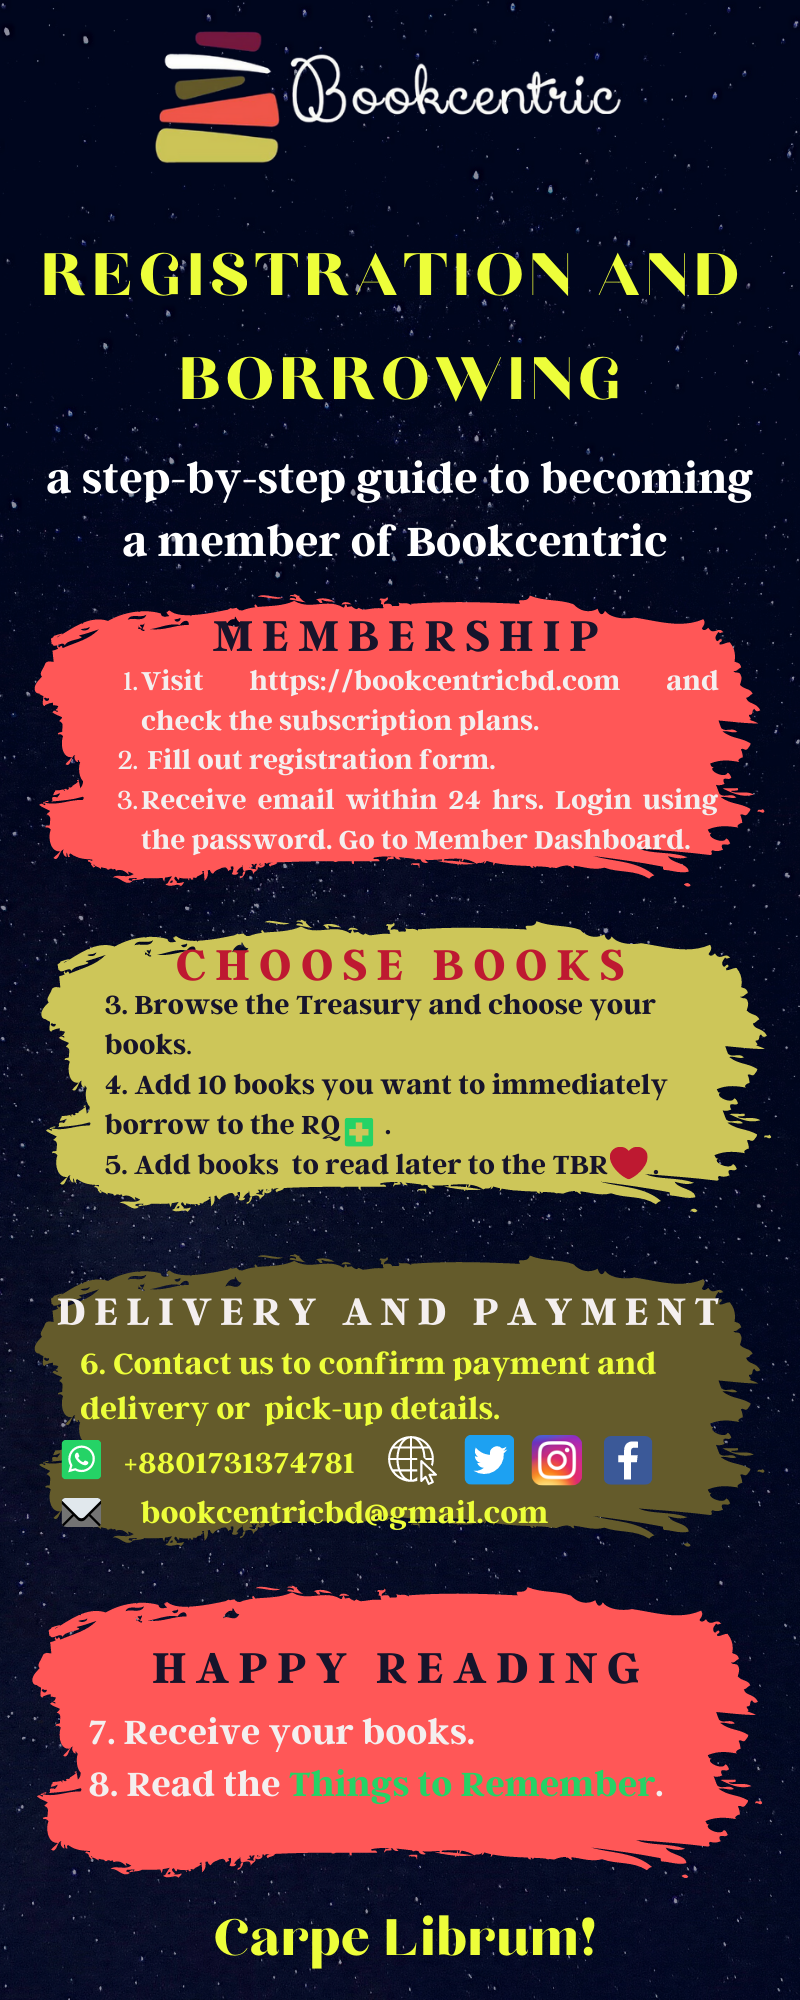 Bookcentric
REGISTRATION AND
BORROWING
a step-by-step guide to becoming
a member of Bookcentric
MEMBERSHIP
1. Visit https://bookcentricbd.com and
check the subscription plans.
2. Fill out registration form.
3. Receive email within 24 hrs. Login using
the password. Go to Member Dashboard.
CHOOSE BOOKS
3. Browse the Treasury and choose your
books.
4. Add 10 books you want to immediately
borrow to the RQ .
5. Add books to read later to the TBR .
DELIVERY AND PAYMENT
6. Contact us to confirm payment and
delivery or pick-up details.
+8801731374781
bookcentricbd@gmail.com
HAPPY READING
7. Receive your books.
8. Read the Things to Remember.
Carpe Librum!